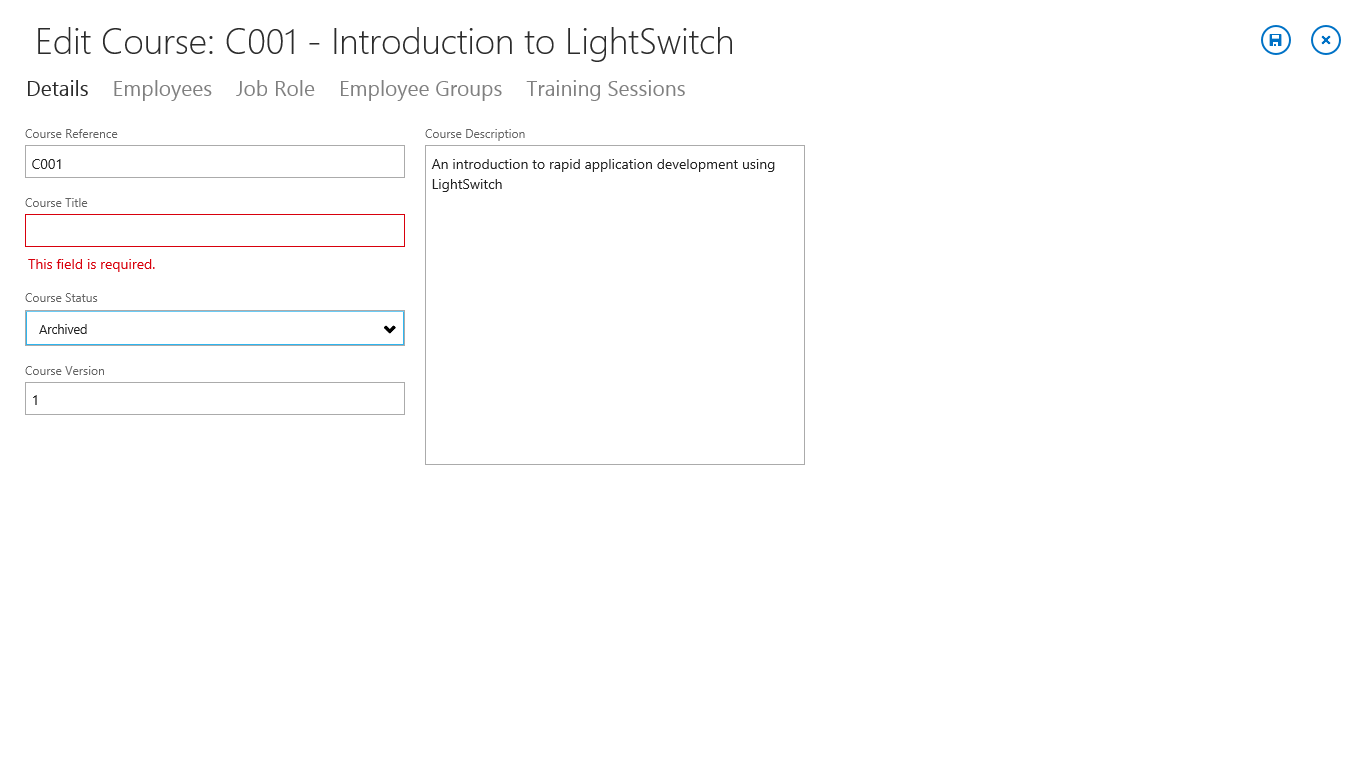 Edit Course: C001 - Introduction to LightSwitch
Details Employees Job Role Employee Groups Training Sessions
Course Reference
C001
Course Title
This field is required.
Course Status
Archived
Course Version
1
Course Description
An introduction to rapid application development using
LightSwitch